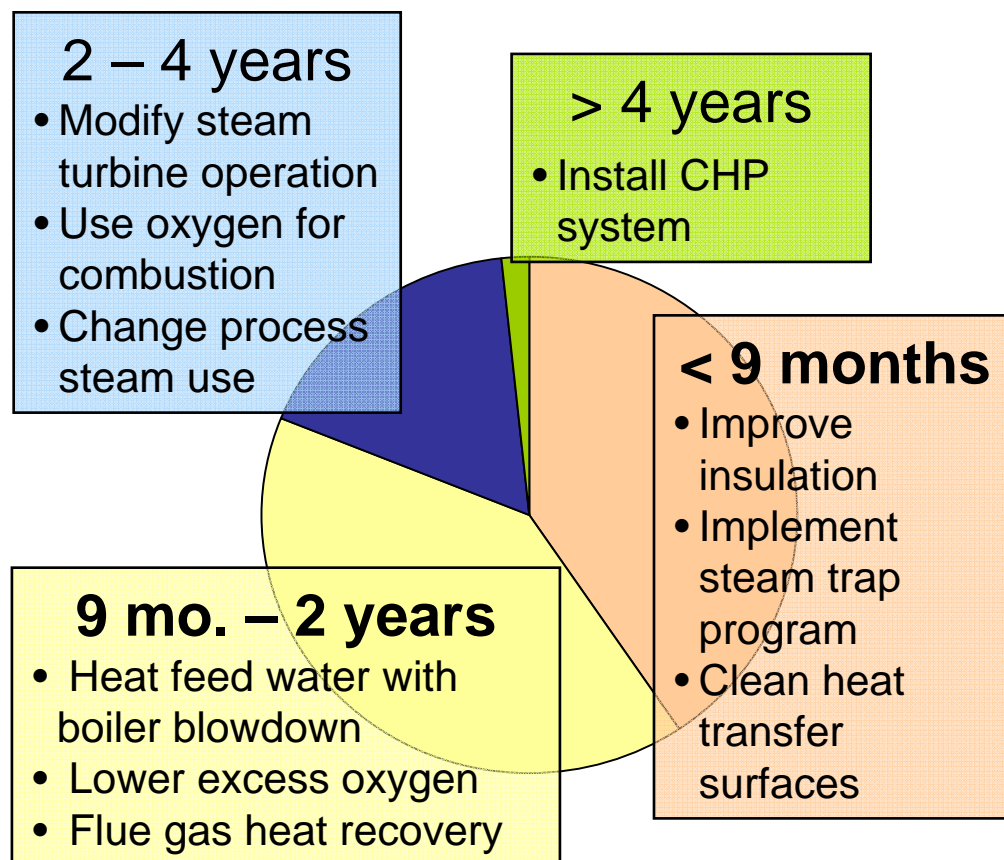 2 – 4 years
• Modify steam
turbine operation
• Use oxygen for
combustion
• Change process
steam use
> 4 years
• Install CHP
system
< 9 months
• Improve
insulation
• Implement
steam trap
program
• Clean heat
transfer
surfaces
9 mo. – 2 years
• Heat feed water with
boiler blowdown
• Lower excess oxygen
• Flue gas heat recovery